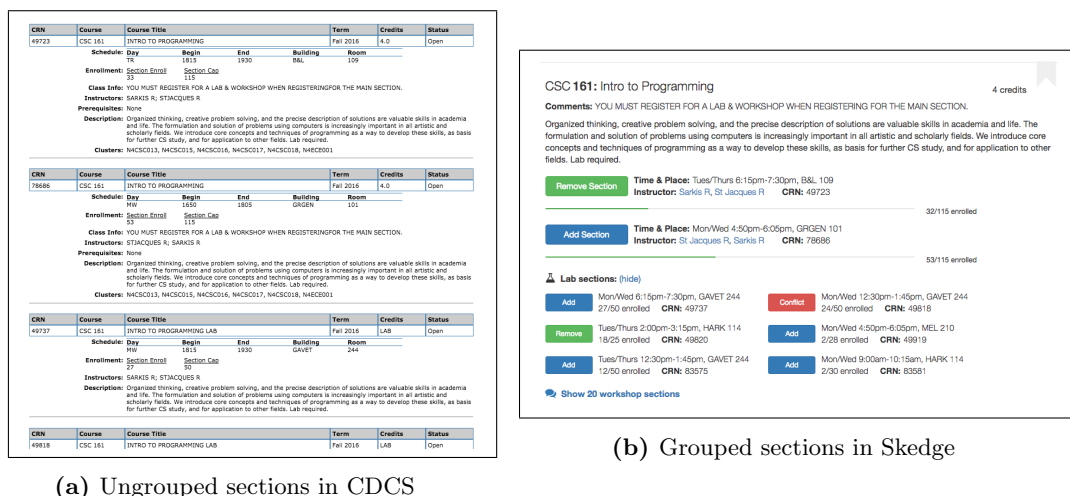 CRN Course Course Title Term Credits Status
49723 CSC 161 INTRO TO PROGRAMMING Fall 2016 4.0 Open
Schedule: Day Begin End Building Room
TR 1815 1930 B&L 109
Enrollment: Section Enroll Section Cap
33 115
Class Info: YOU MUST REGISTER FOR A LAB & WORKSHOP WHEN REGISTERINGFOR THE MAIN SECTION.
Instructors: SARKIS R; STJACQUES R
Prerequisites: None
Description: Organized thinking, creative problem solving, and the precise description of solutions are valuable skills in academia
and life. The formulation and solution of problems using computers is increasingly important in all artistic and
scholarly fields. We introduce core concepts and techniques of programming as a way to develop these skills, as basis
for further CS study, and for application to other fields. Lab required.
Clusters: N4CSC013, N4CSC015, N4CSC016, N4CSC017, N4CSC018, N4ECE001
CRN Course Course Title Term Credits Status
78686 CSC 161 INTRO TO PROGRAMMING Fall 2016 4.0 Open
Schedule: Day Begin End Building Room
MW 1650 1805 GRGEN 101
Enrollment: Section Enroll Section Cap
53 115
Class Info: YOU MUST REGISTER FOR A LAB & WORKSHOP WHEN REGISTERINGFOR THE MAIN SECTION.
Instructors: STJACQUES R; SARKIS R
Prerequisites: None
Description: Organized thinking, creative problem solving, and the precise description of solutions are valuable skills in academia
and life. The formulation and solution of problems using computers is increasingly important in all artistic and
scholarly fields. We introduce core concepts and techniques of programming as a way to develop these skills, as basis
for further CS study, and for application to other fields. Lab required.
Clusters: N4CSC013, N4CSC015, N4CSC016, N4CSC017, N4CSC018, N4ECE001
CRN Course Course Title Term Credits Status
49737 CSC 161 INTRO TO PROGRAMMING LAB Fall 2016 LAB Open
Schedule: Day Begin End Building Room
MW 1815 1930 GAVET 244
Enrollment: Section Enroll Section Cap
27 50
Instructors: SARKIS R; STJACQUES R
Description: Organized thinking, creative problem solving, and the precise description of solutions are valuable skills in academia
and life. The formulation and solution of problems using computers is increasingly important in all artistic and
scholarly fields. We introduce core concepts and techniques of programming as a way to develop these skills, as basis
for further CS study, and for application to other fields. Lab required.
CRN Course Course Title Term Credits Status
49818 CSC 161 INTRO TO PROGRAMMING LAB Fall 2016 LAB Open
(a) Ungrouped sections in CDCS
CSC 161: Intro to Programming 4 credits
Comments: YOU MUST REGISTER FOR A LAB & WORKSHOP WHEN REGISTERING FOR THE MAIN SECTION.
Organized thinking, creative problem solving, and the precise description of solutions are valuable skills in academia and life. The
formulation and solution of problems using computers is increasingly important in all artistic and scholarly fields. We introduce core
concepts and techniques of programming as a way to develop these skills, as basis for further CS study, and for application to other
fields. Lab required.
Remove Section Time & Place: Tues/Thurs 6:15pm-7:30pm, B&L 109
Instructor: Sarkis R, St Jacques R CRN: 49723
32/115 enrolled
Add Section Time & Place: Mon/Wed 4:50pm-6:05pm, GRGEN 101
Instructor: St Jacques R, Sarkis R CRN: 78686
53/115 enrolled
Lab sections: (hide)
Add Mon/Wed 6:15pm-7:30pm, GAVET 244 Conflict Mon/Wed 12:30pm-1:45pm, GAVET 244
27/50 enrolled CRN: 49737 24/50 enrolled CRN: 49818
Remove Tues/Thurs 2:00pm-3:15pm, HARK 114 Add Mon/Wed 4:50pm-6:05pm, MEL 210
18/25 enrolled CRN: 49820 2/28 enrolled CRN: 49919
Add Tues/Thurs 12:30pm-1:45pm, GAVET 244 Add Mon/Wed 9:00am-10:15am, HARK 114
12/50 enrolled CRN: 83575 2/30 enrolled CRN: 83581
Show 20 workshop sections
(b) Grouped sections in Skedge